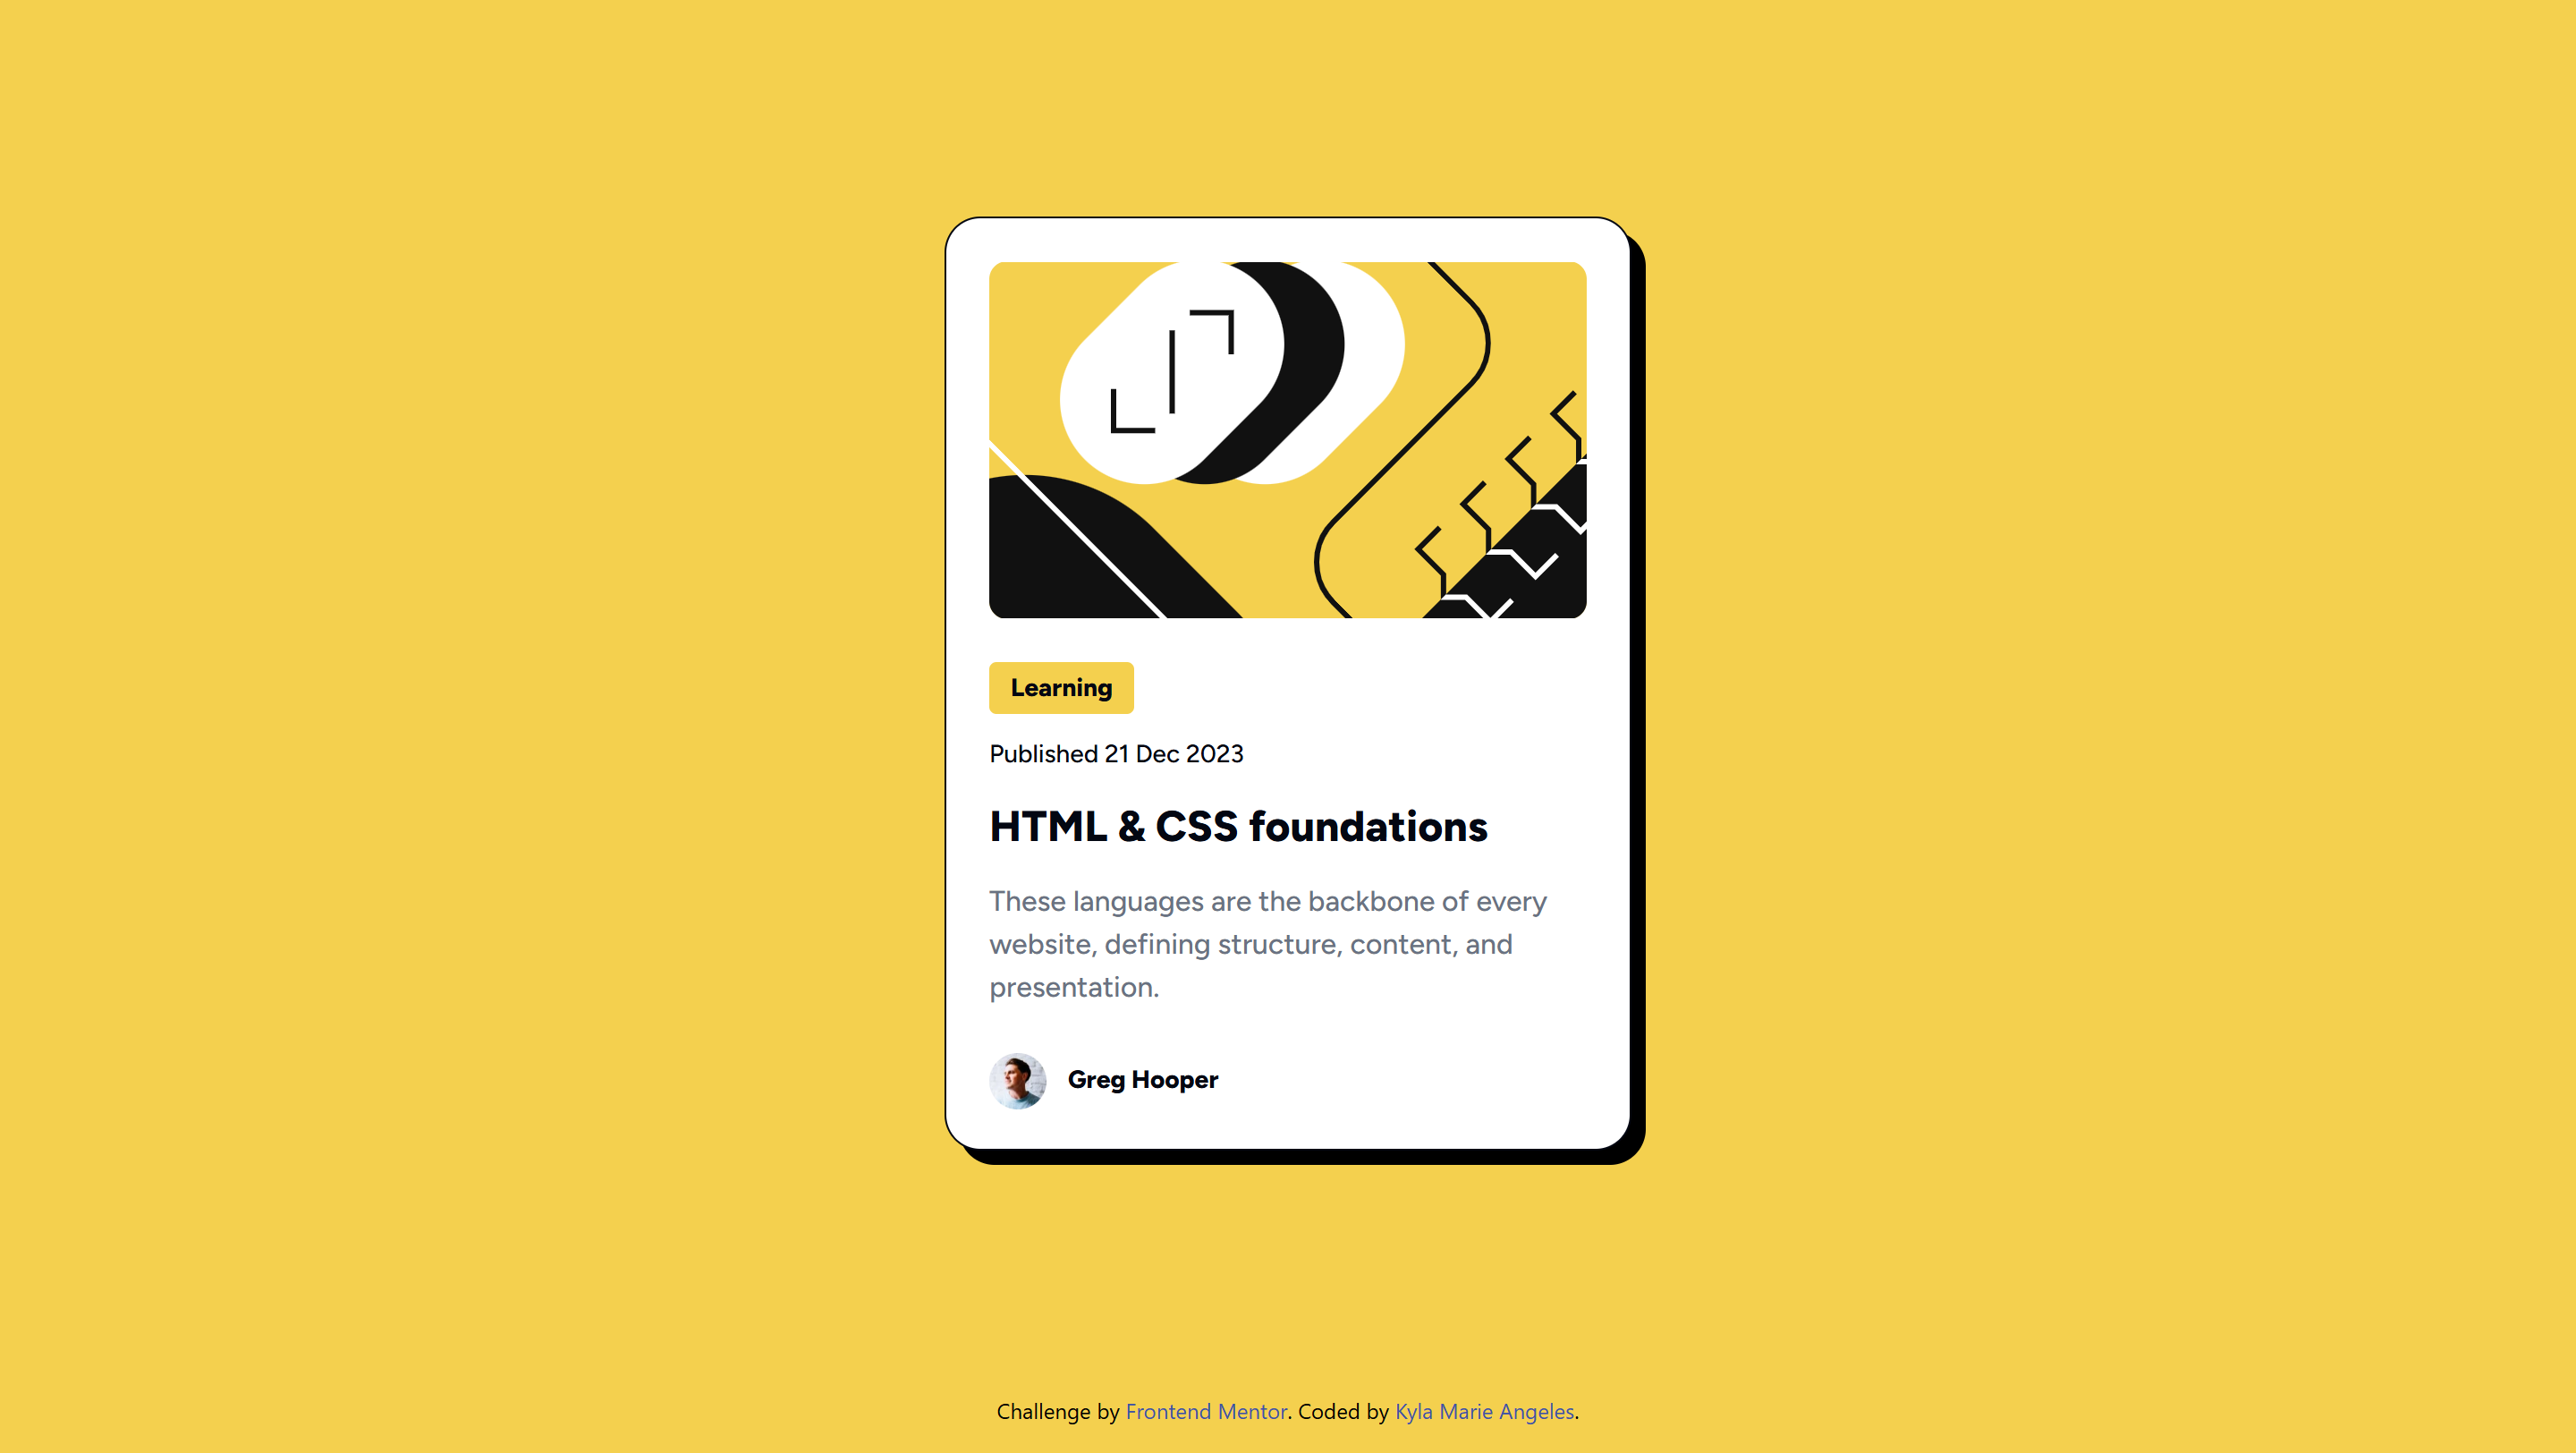 Learning
Published 21 Dec 2023
HTML & CSS foundations
These languages are the backbone of every
website, defining structure, content, and
presentation.
Greg Hooper
Challenge by Frontend Mentor. Coded by Kyla Marie Angeles.